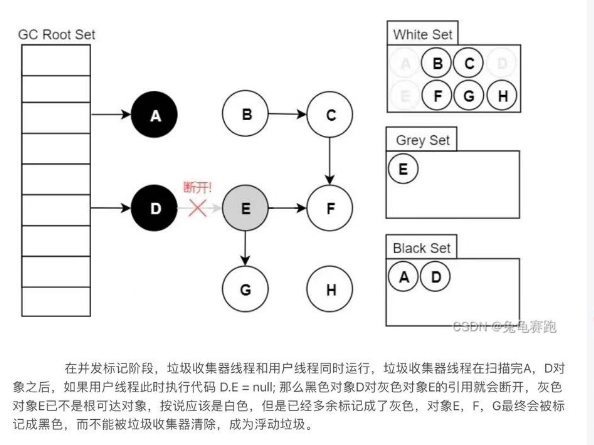 GC Root Set
White Set
A B C D
E F G H
A
B
C
断开!
D
E
F
G
H
Grey Set
E
Black Set
A D
CSDN @兔龟赛跑
在并发标记阶段，垃圾收集器线程和用户线程同时运行，垃圾收集器线程在扫描完A，D对
象之后，如果用户线程此时执行代码 D.E = null; 那么黑色对象D对灰色对象E的引用就会断开，灰色
对象E已不是根可达对象，按说应该是白色，但是已经多余标记成了灰色，对象E，F，G最终会被标
记成黑色，而不能被垃圾收集器清除，成为浮动垃圾。